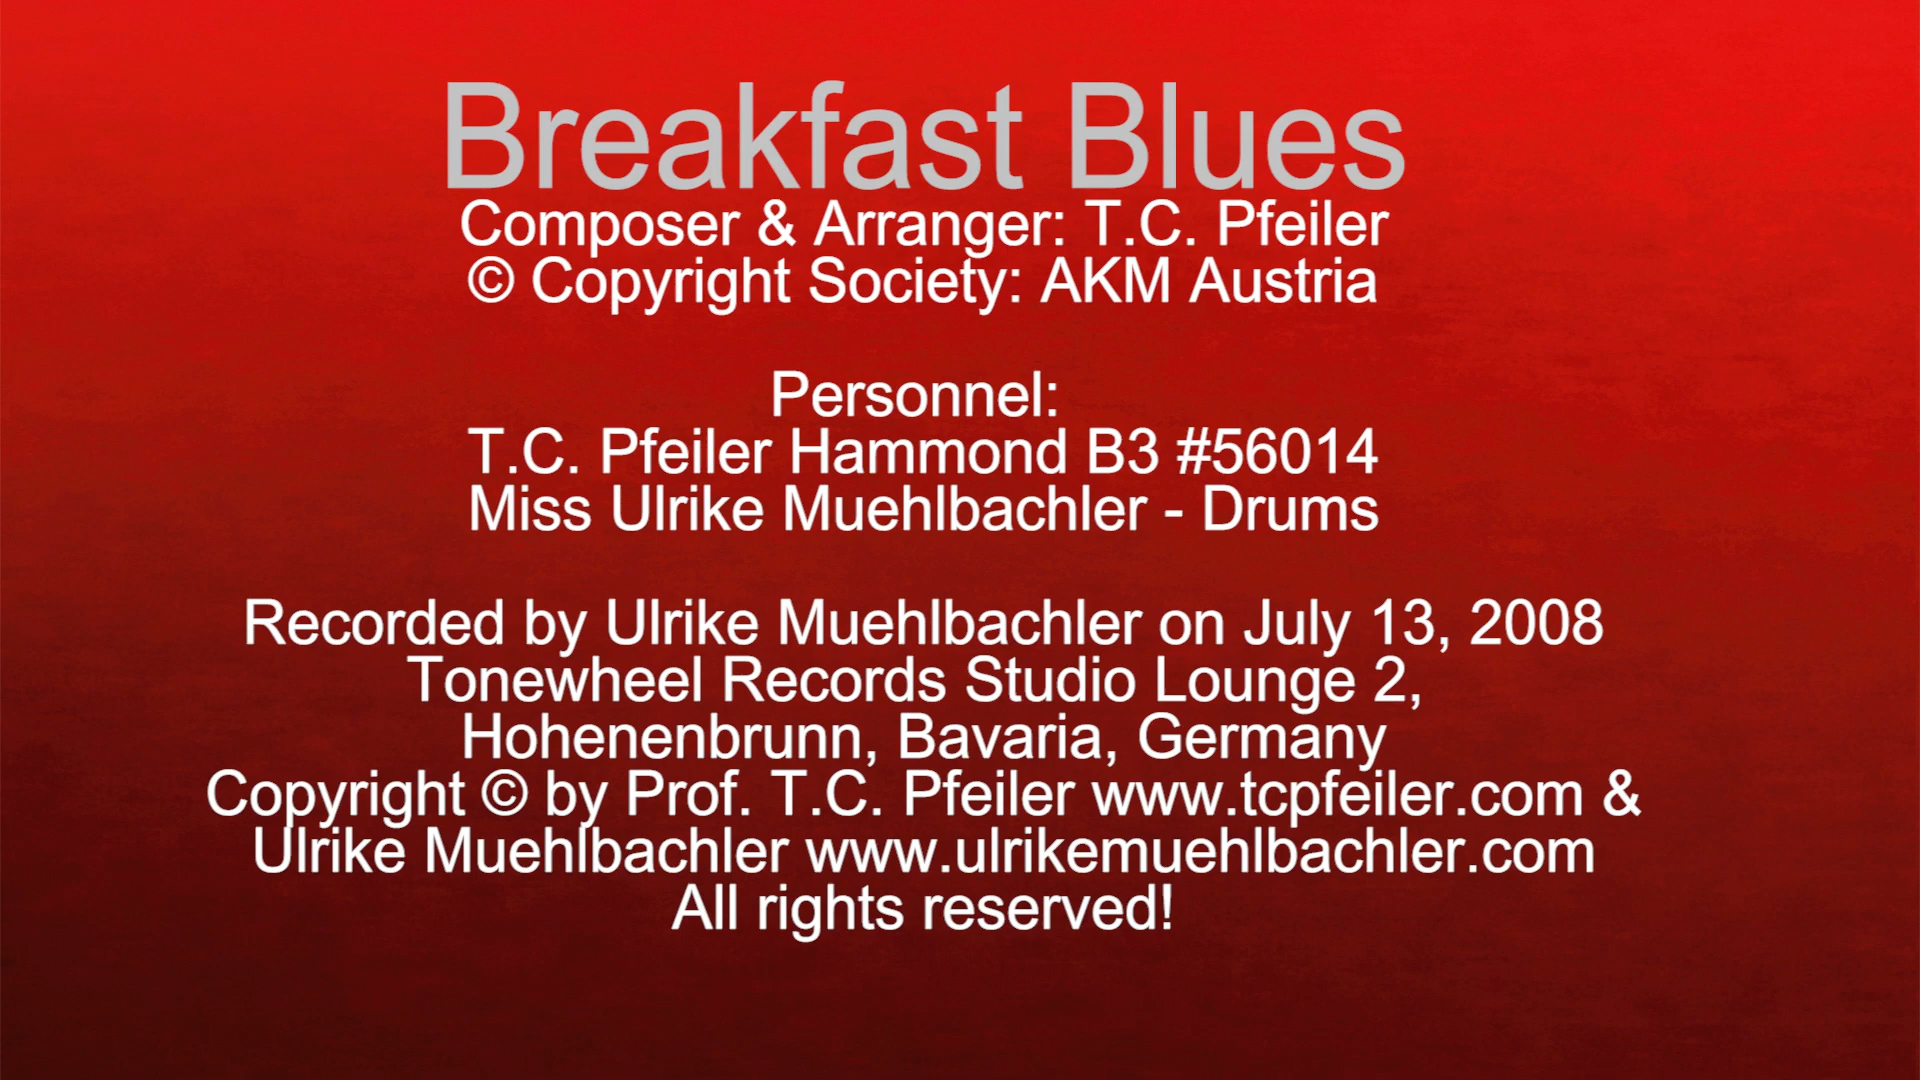 Breakfast Blues
Composer & Arranger: T.C. Pfeiler
© Copyright Society: AKM Austria
Personnel:
T.C. Pfeiler Hammond B3 #56014
Miss Ulrike Muehlbachler - Drums
Recorded by Ulrike Muehlbachler on July 13, 2008
Tonewheel Records Studio Lounge 2,
Hohenenbrunn, Bavaria, Germany
Copyright © by Prof. T.C. Pfeiler www.tcpfeiler.com &
Ulrike Muehlbachler www.ulrikemuehlbachler.com
All rights reserved!